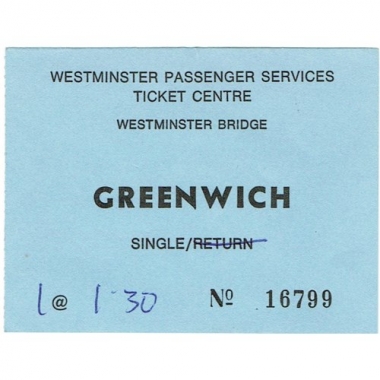 WESTMINSTER PASSENGER SERVICES
TICKET CENTRE
WESTMINSTER BRIDGE
GREENWICH
SINGLE/RETURN
1 @ 1·30 Nº 16799